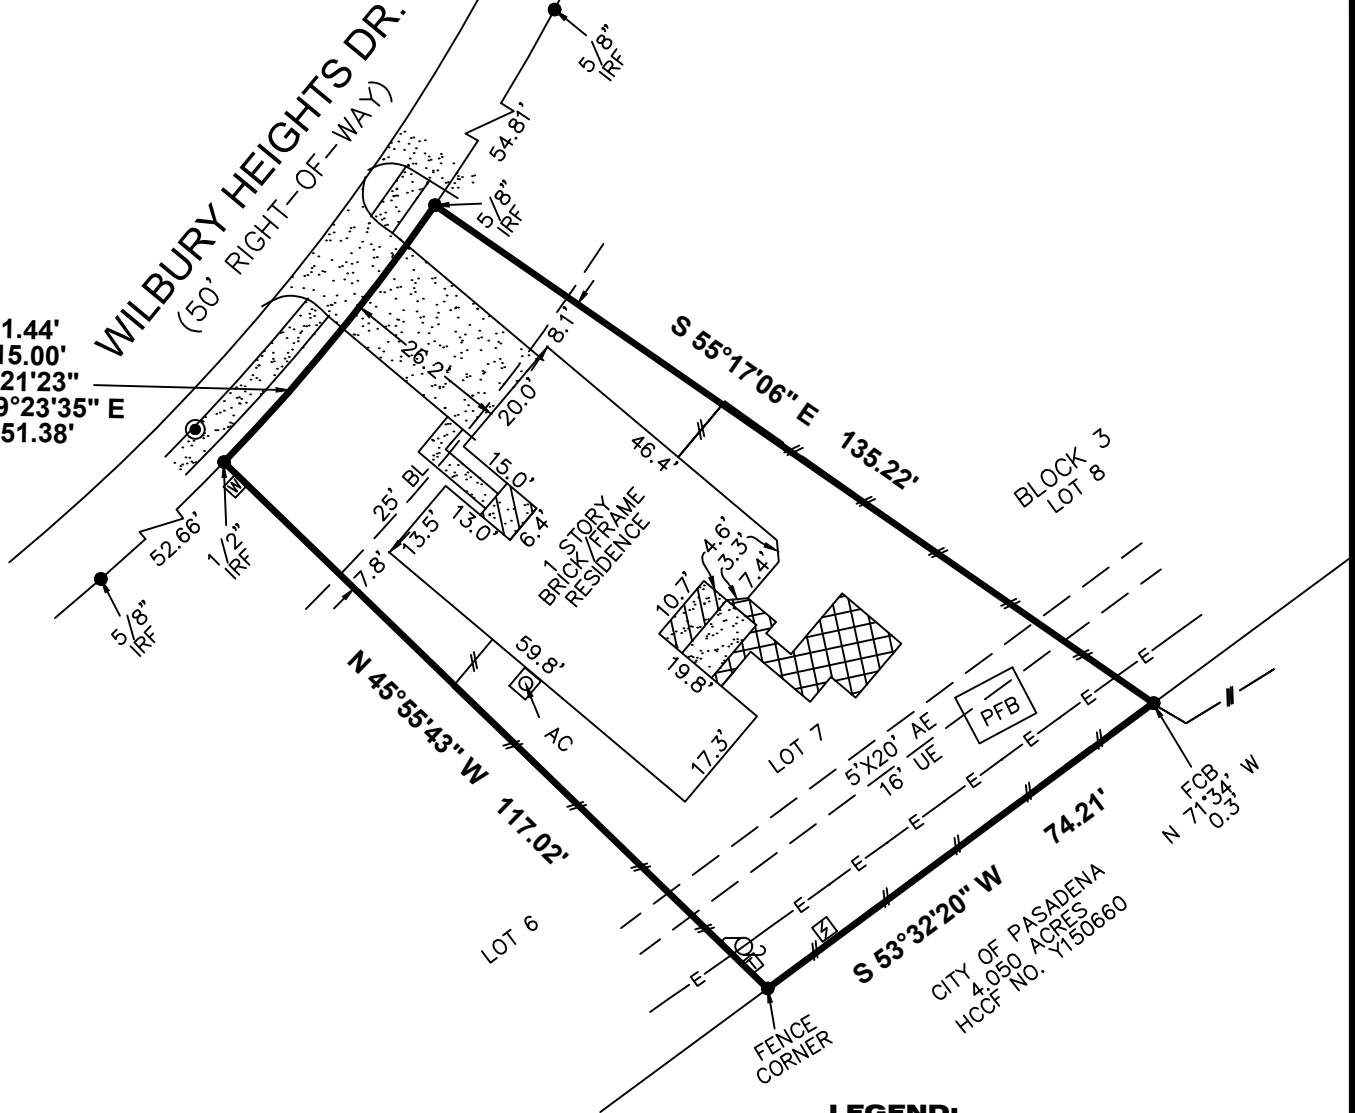 WILBURY HEIGHTS DR.
(50' RIGHT-OF-WAY)
5/8"
IRF
54.81'
5/8"
IRF
1.44'
15.00'
21'23"
9°23'35" E
51.38'
8.1'
26.2'
20.0'
S 55°17'06" E 135.22'
46.4'
BLOCK 3
LOT 8
15.0'
25' BL
13.5'
13.0'
6.4'
W
52.66'
1/2"
IRF
7.8'
5/8"
IRF
1 STORY
BRICK/FRAME
RESIDENCE
4.6'
3.3'
7.4'
10.7'
19.8'
59.8'
N 45°55'43" W 117.02'
AC
17.3'
LOT 7
5'X20' AE
16' UE
PFB
E
E
E
E
E
E
E
E
FCB
N 71°34' W
0.3'
74.21'
S 53°32'20" W
LOT 6
CITY OF PASADENA
4.050 ACRES
HCCF NO. Y150660
FENCE
CORNER
LEGEND: